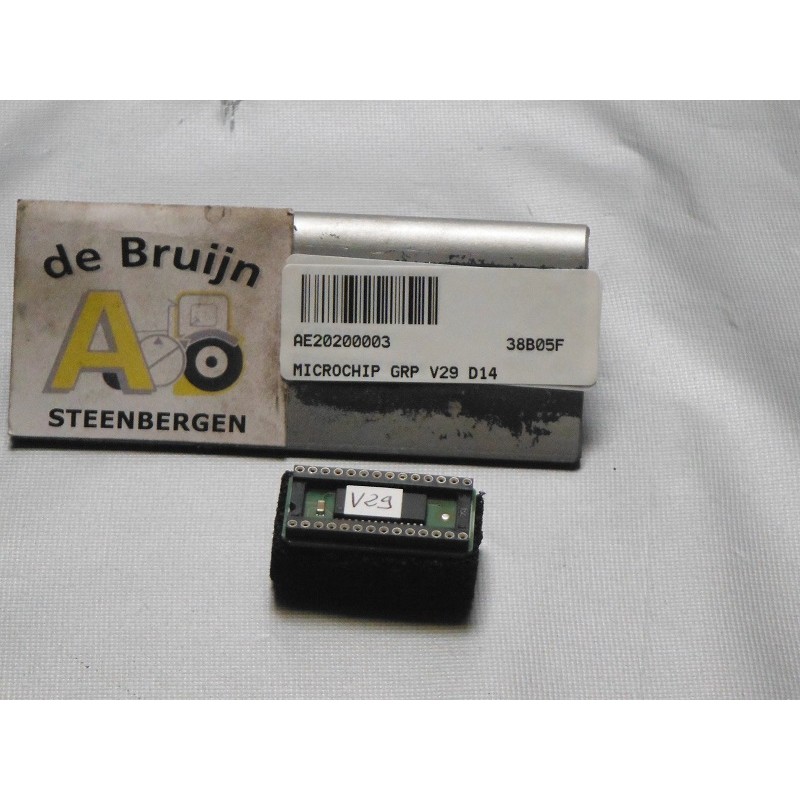 de Bruijn
A
STEENBERGEN
AE20200003 38B05F
MICROCHIP GRP V29 D14
V29